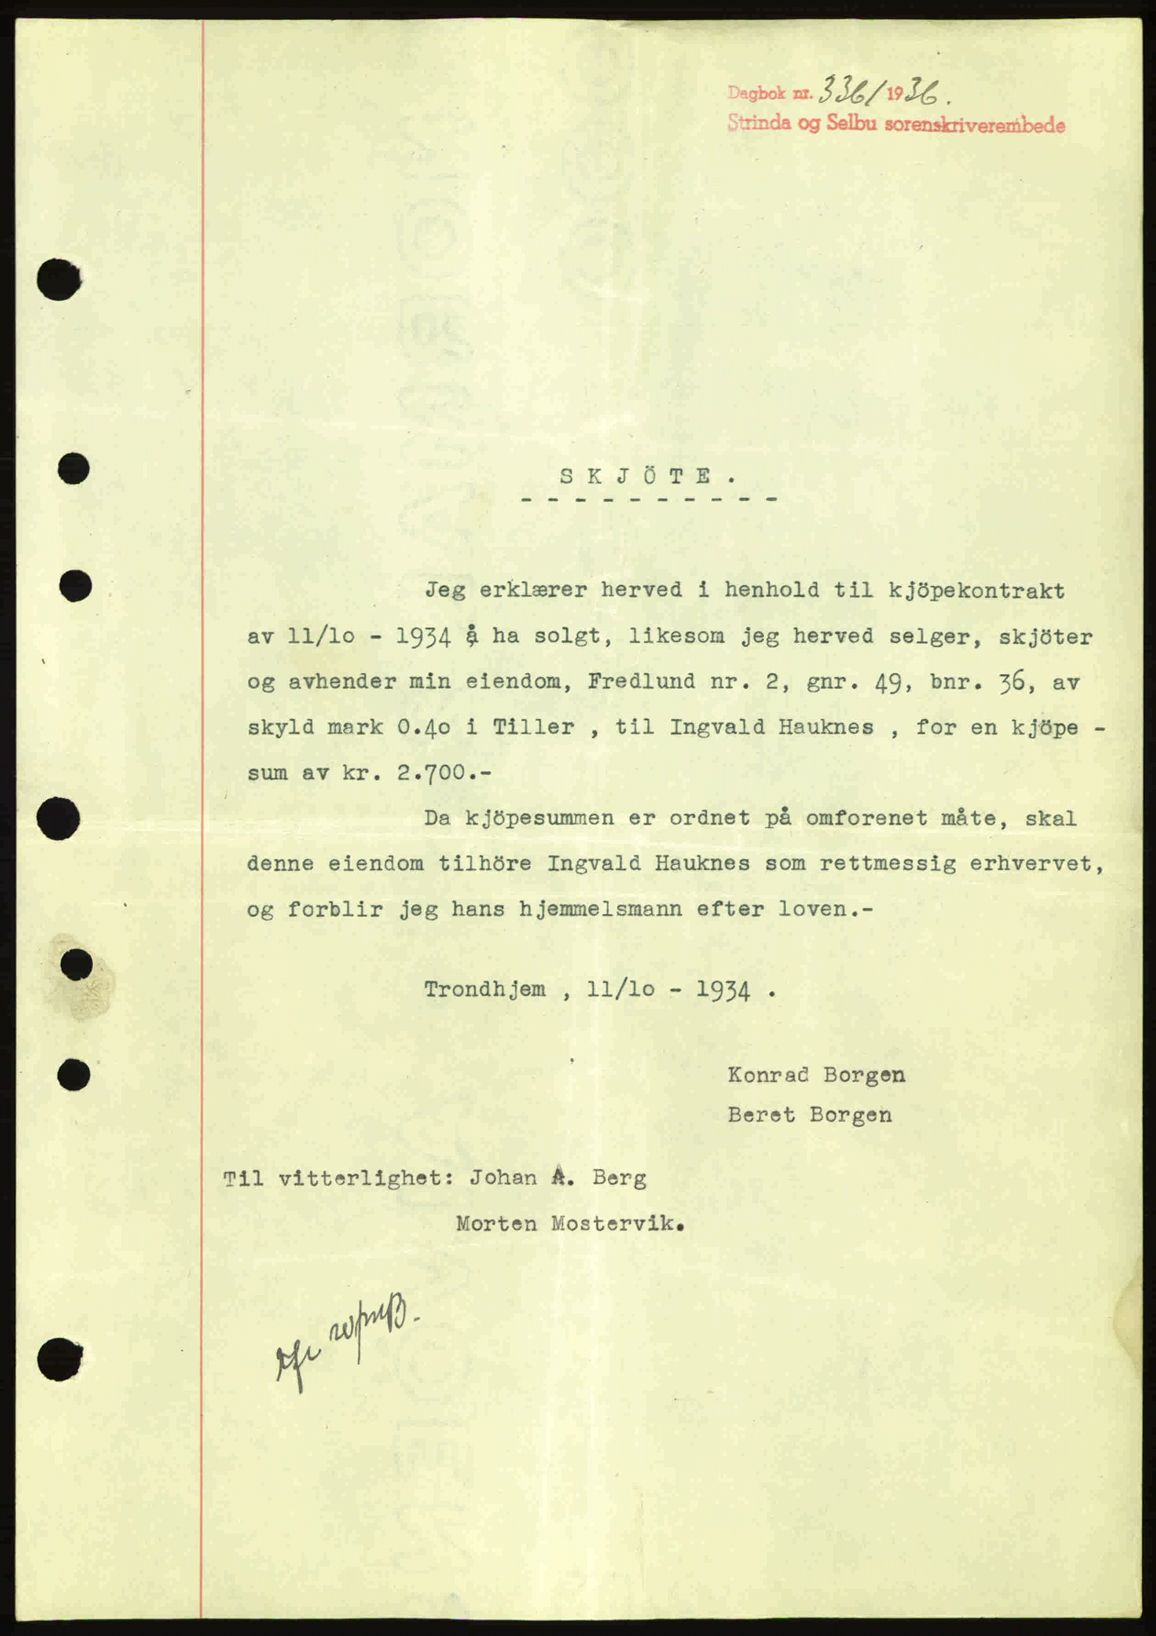 Dagbok nr. 336/1936.
Strinda og Selbu sorenskriverembede
SKJÖTE.
----------
Jeg erklærer herved i henhold til kjöpekontrakt
av 11/10 - 1934 å ha solgt, likesom jeg herved selger, skjöter
og avhender min eiendom, Fredlund nr. 2, gnr. 49, bnr. 36, av
skyld mark 0.40 i Tiller , til Ingvald Hauknes , for en kjöpe -
sum av kr. 2.700.-
Da kjöpesummen er ordnet på omforenet måte, skal
denne eiendom tilhöre Ingvald Hauknes som rettmessig erhvervet,
og forblir jeg hans hjemmelsmann efter loven.-
Trondhjem , 11/10 - 1934 .
Konrad Borgen
Beret Borgen
Til vitterlighet: Johan A. Berg
Morten Mostervik.